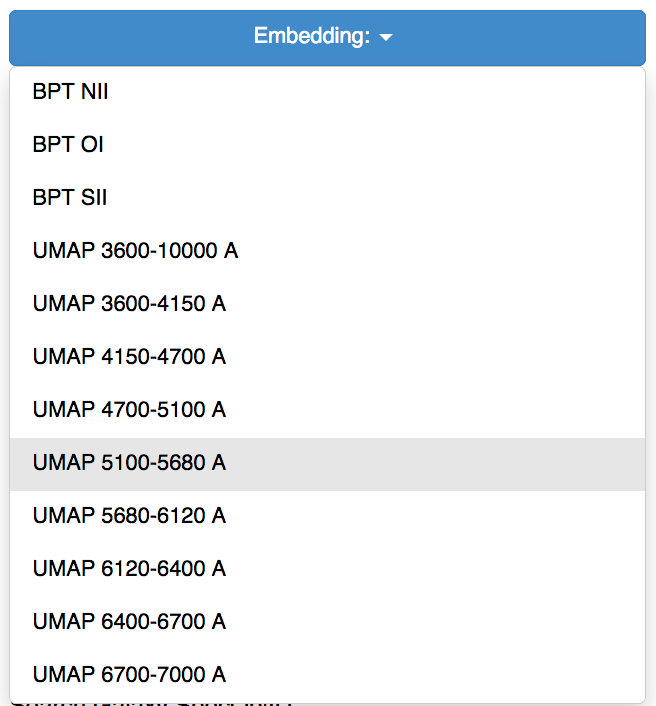 Embedding:
BPT NII
BPT OI
BPT SII
UMAP 3600-10000 A
UMAP 3600-4150 A
UMAP 4150-4700 A
UMAP 4700-5100 A
UMAP 5100-5680 A
UMAP 5680-6120 A
UMAP 6120-6400 A
UMAP 6400-6700 A
UMAP 6700-7000 A